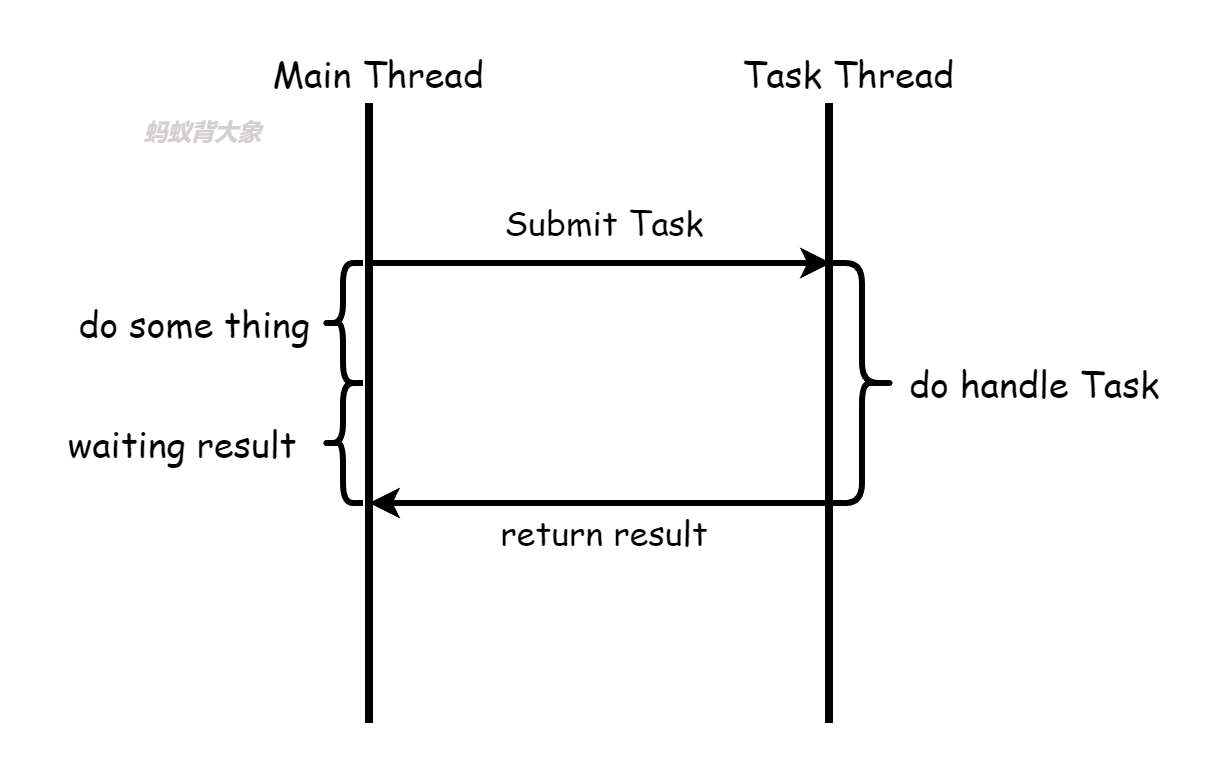 Main Thread
Task Thread
蚂蚁背大象
Submit Task
do some thing
do handle Task
waiting result
return result